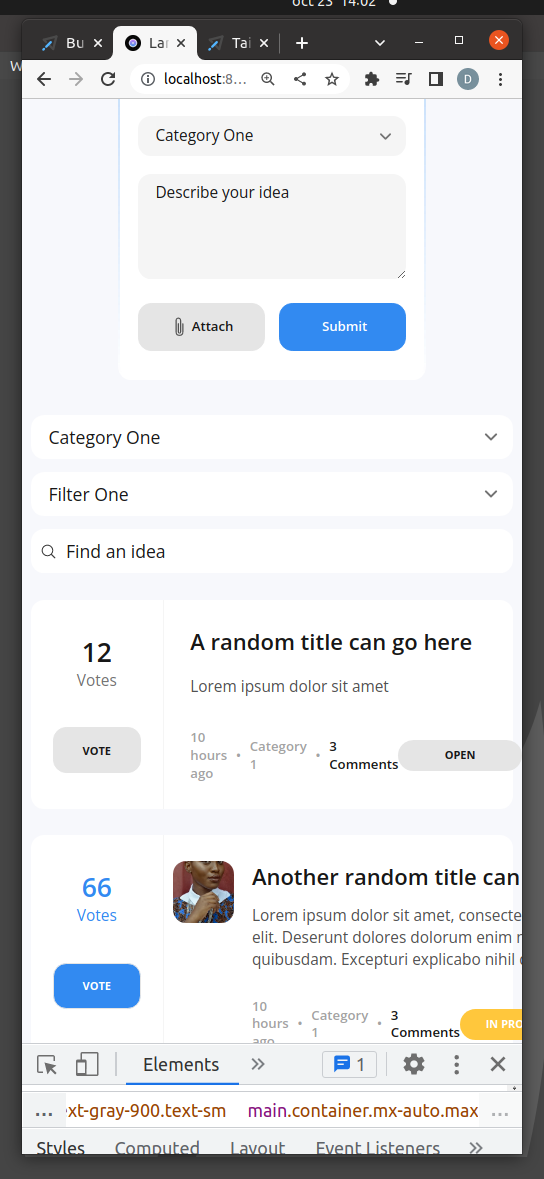 oct 23 14:02
W
Bu
Lar
Tai
localhost:8...
D
Category One
Describe your idea
Attach
Submit
Category One
Filter One
Find an idea
12
Votes
VOTE
A random title can go here
Lorem ipsum dolor sit amet
10 hours ago • Category 1 • 3 Comments
OPEN
66
Votes
VOTE
Another random title can
Lorem ipsum dolor sit amet, consecte
elit. Deserunt dolores dolorum enim
quibusdam. Excepturi explicabo nihil
10 hours ago • Category 1 • 3 Comments
IN PRO
Elements
1
... ext-gray-900.text-sm main.container.mx-auto.max ...
Styles Computed Layout Event Listeners